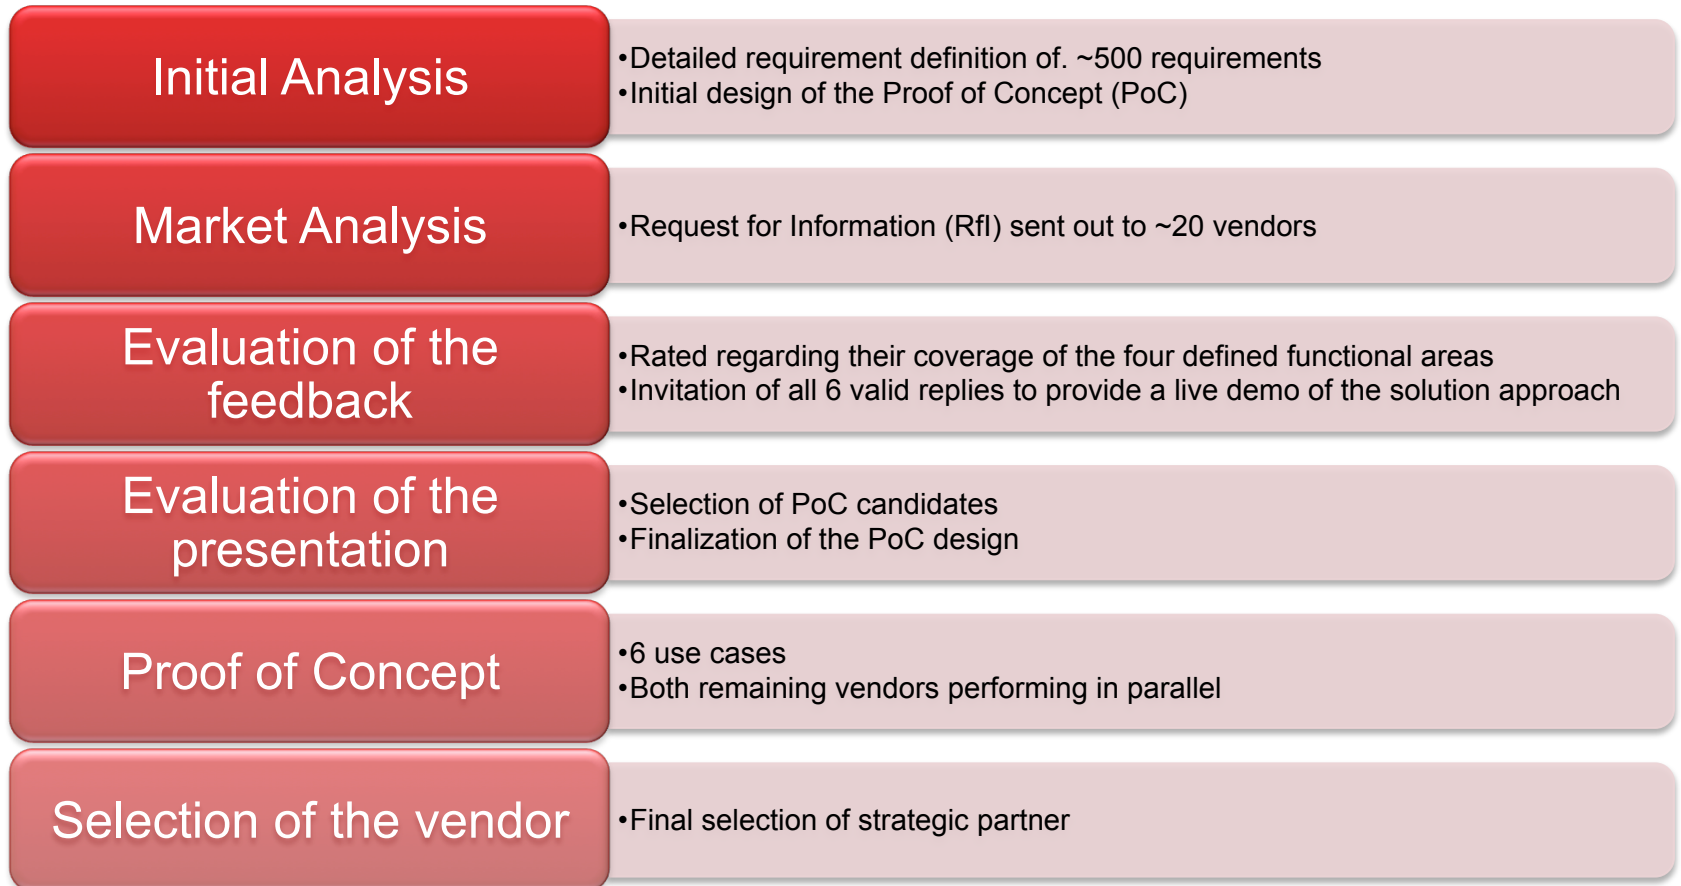 Initial Analysis
•Detailed requirement definition of. ~500 requirements
•Initial design of the Proof of Concept (PoC)
Market Analysis
•Request for Information (RfI) sent out to ~20 vendors
Evaluation of the
feedback
•Rated regarding their coverage of the four defined functional areas
•Invitation of all 6 valid replies to provide a live demo of the solution approach
Evaluation of the
presentation
•Selection of PoC candidates
•Finalization of the PoC design
Proof of Concept
•6 use cases
•Both remaining vendors performing in parallel
Selection of the vendor
•Final selection of strategic partner